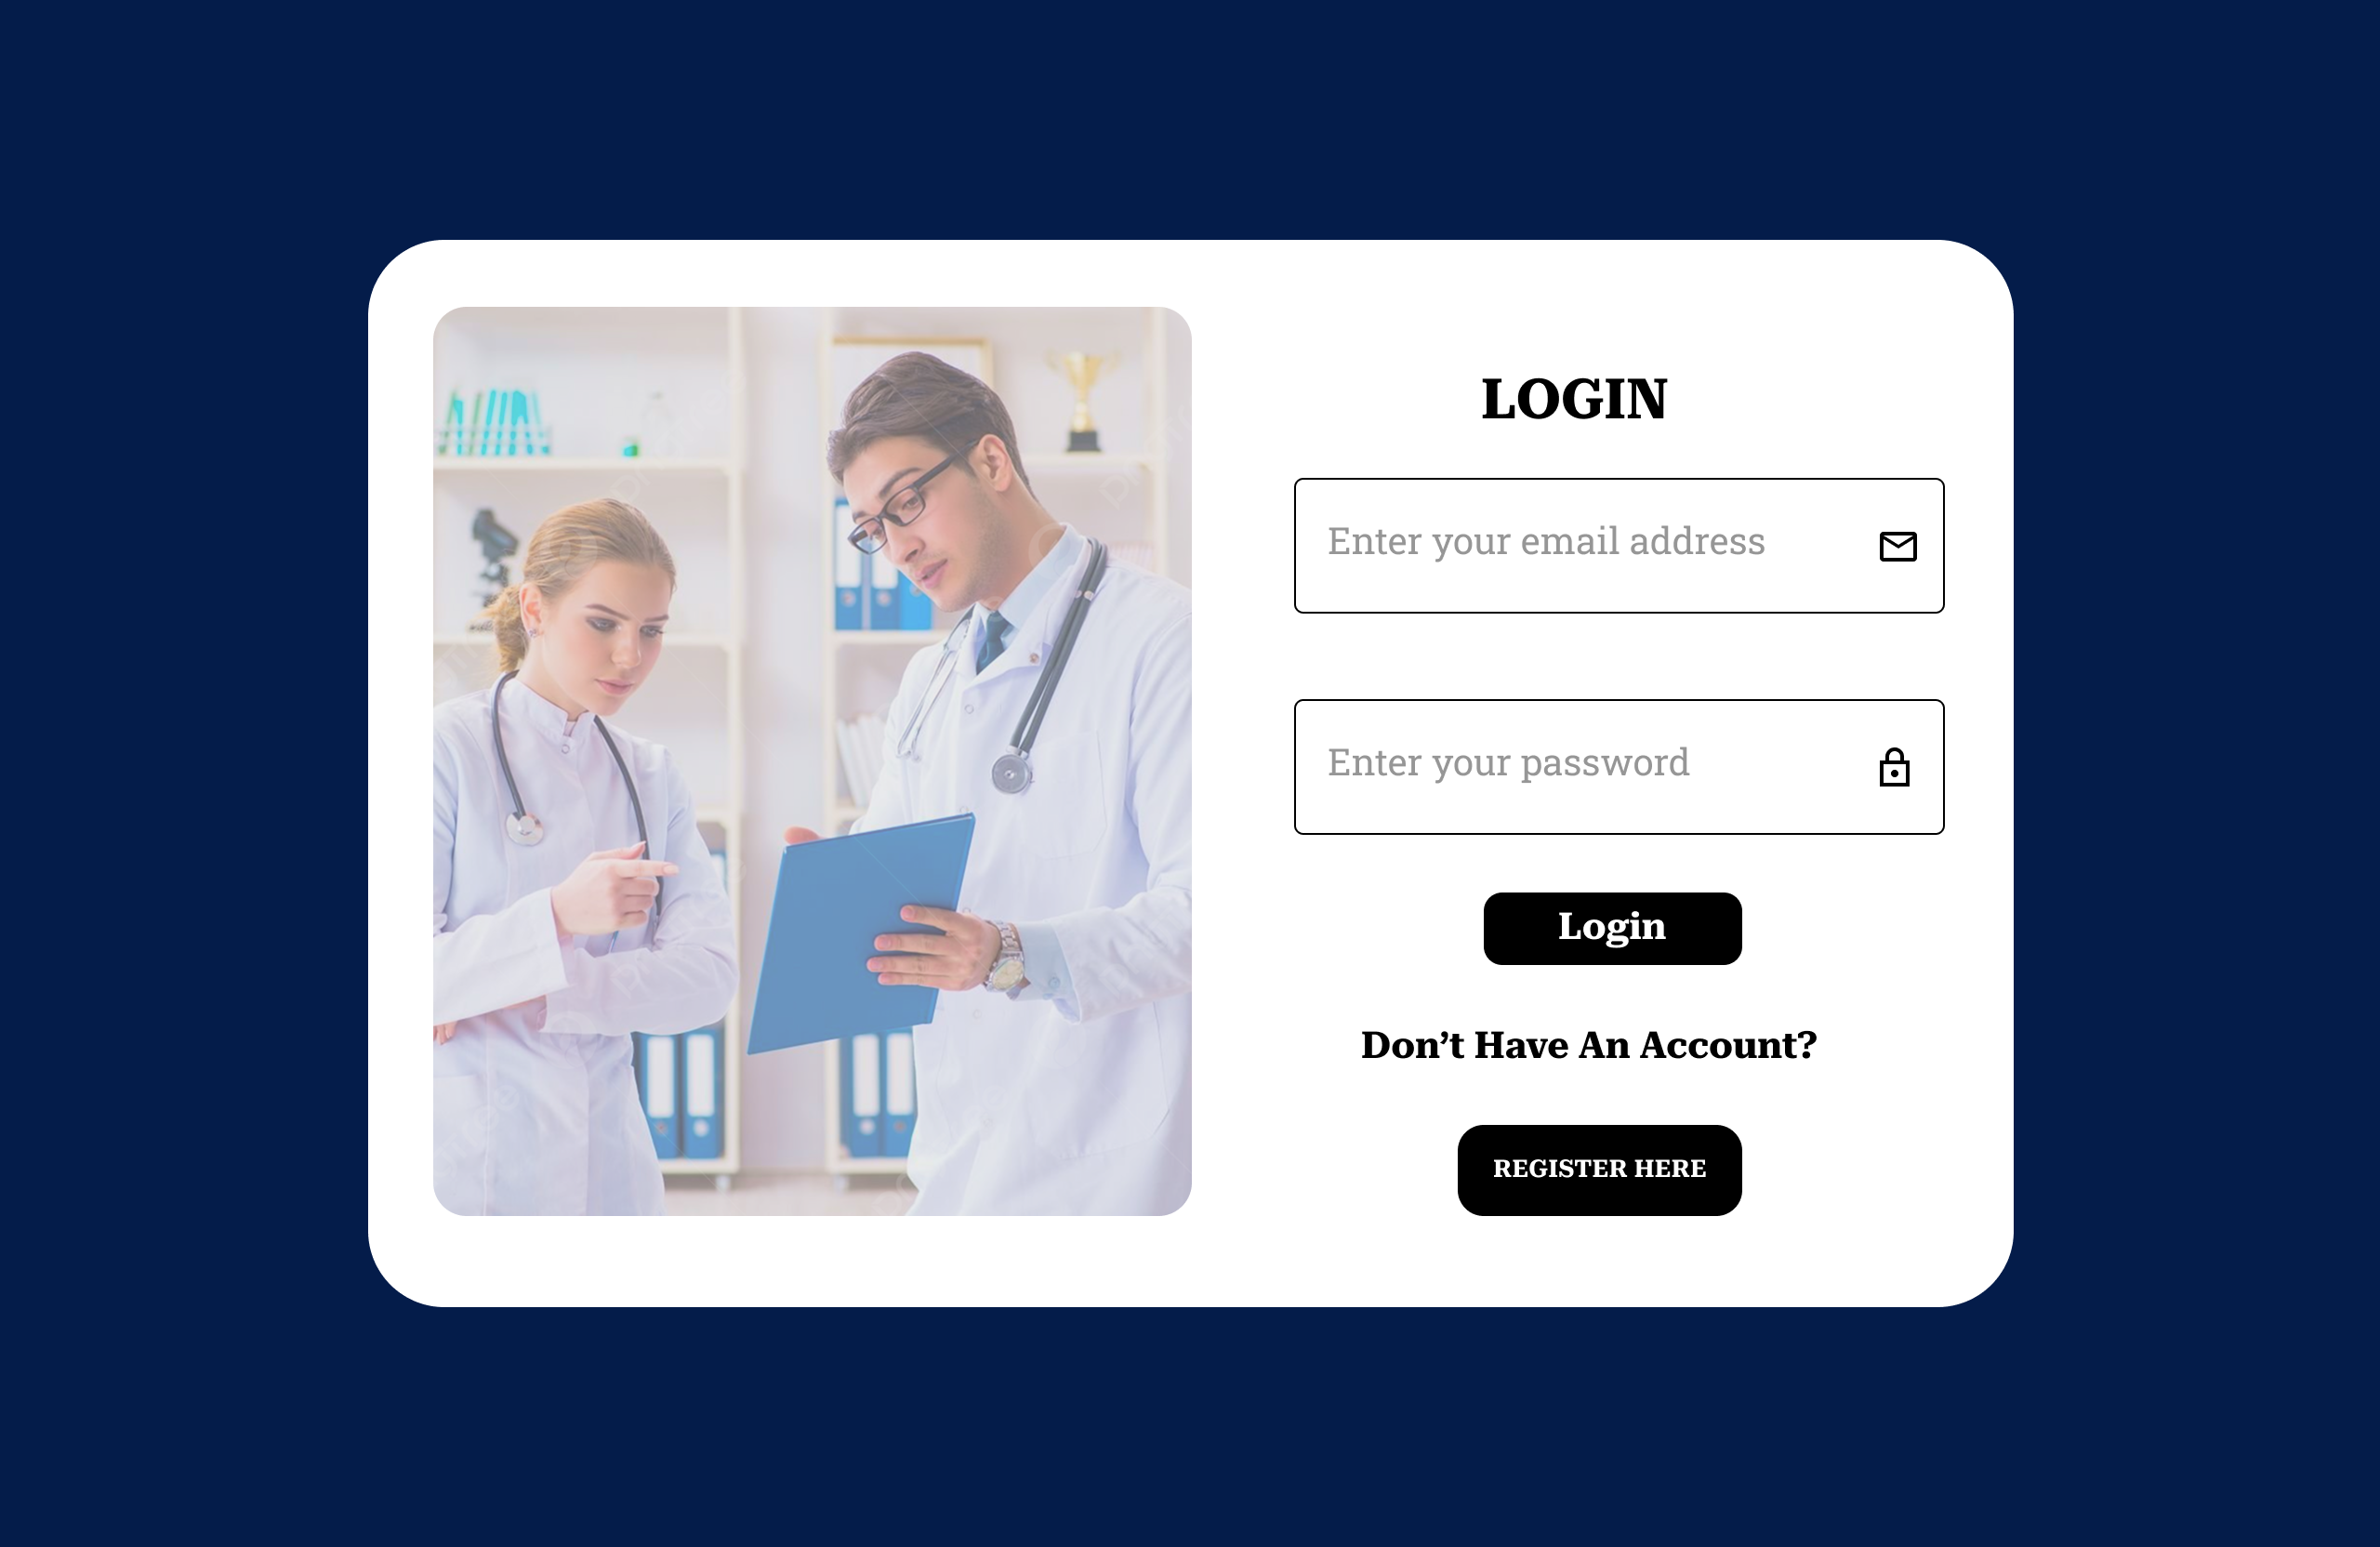 LOGIN
Enter your email address
Enter your password
Login
Don’t Have An Account?
REGISTER HERE